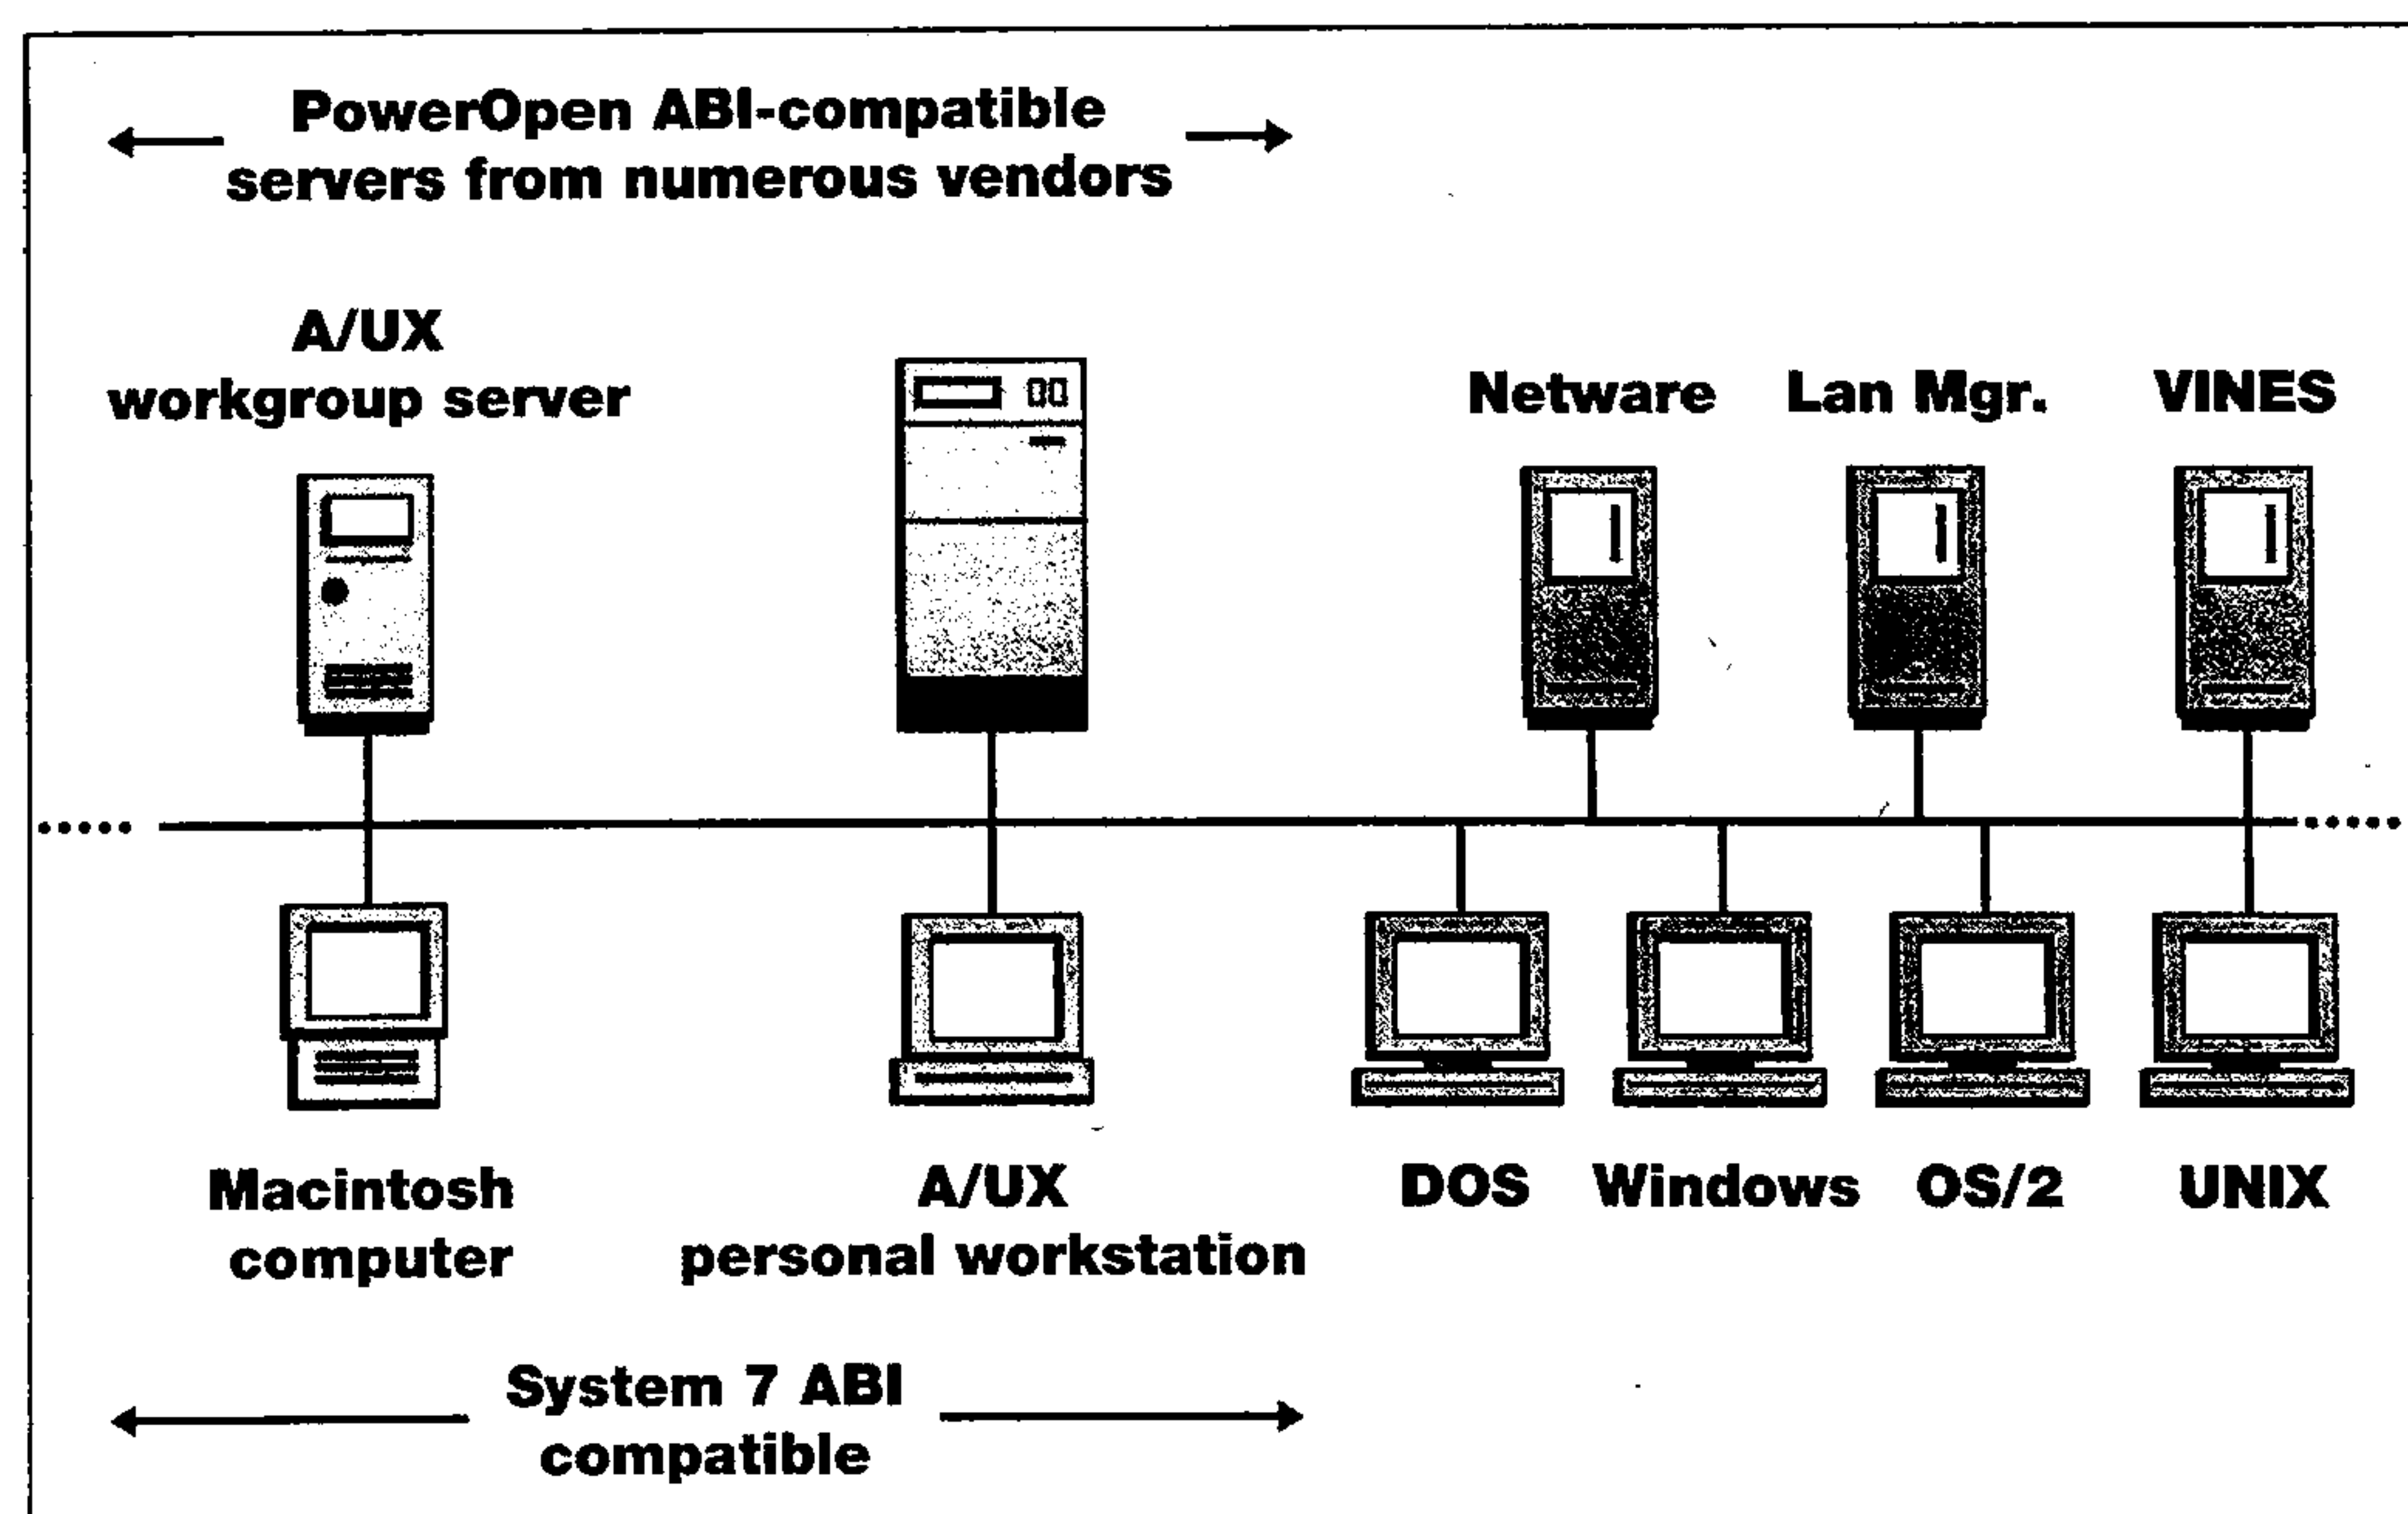 PowerOpen ABI-compatible
servers from numerous vendors
A/UX
workgroup server
Netware
Lan Mgr.
VINES
Macintosh
computer
A/UX
personal workstation
DOS
Windows
OS/2
UNIX
System 7 ABI
compatible